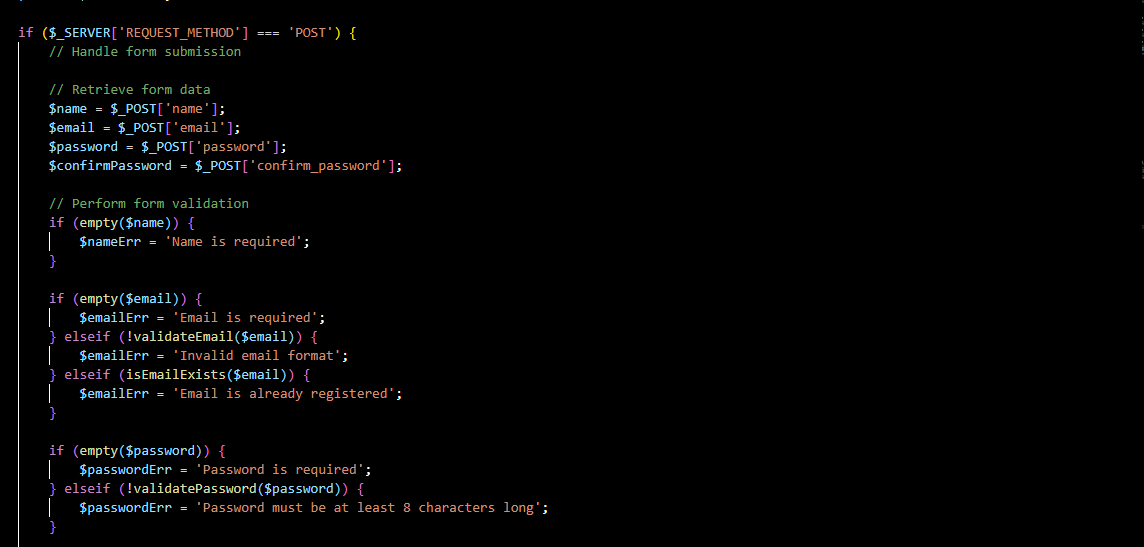 if ($_SERVER['REQUEST_METHOD'] === 'POST') {
// Handle form submission
// Retrieve form data
$name = $_POST['name'];
$email = $_POST['email'];
$password = $_POST['password'];
$confirmPassword = $_POST['confirm_password'];
// Perform form validation
if (empty($name)) {
$nameErr = 'Name is required';
}
if (empty($email)) {
$emailErr = 'Email is required';
} elseif (!validateEmail($email)) {
$emailErr = 'Invalid email format';
} elseif (isEmailExists($email)) {
$emailErr = 'Email is already registered';
}
if (empty($password)) {
$passwordErr = 'Password is required';
} elseif (!validatePassword($password)) {
$passwordErr = 'Password must be at least 8 characters long';
}